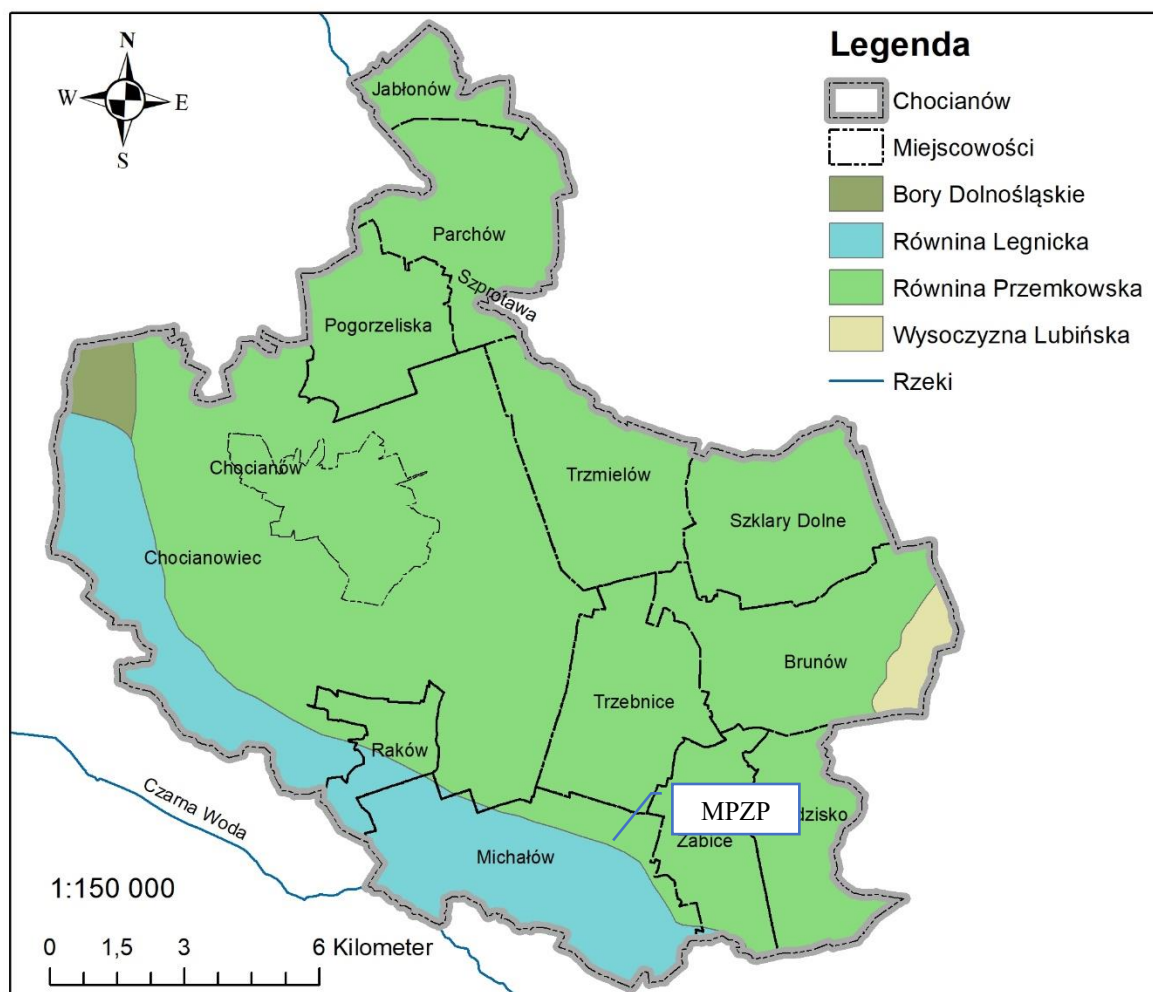 N
W
E
S
Legenda
Chocianów
Miejscowości
Bory Dolnośląskie
Równina Legnicka
Równina Przemkowska
Wysoczyzna Lubińska
Rzeki
Jabłonów
Parchów
Szprotawa
Pogorzeliska
Chocianów
Trzmielów
Szklary Dolne
Chocianowiec
Brunów
Trzebnice
Raków
MPZP
dzisko
Żabice
Czarna Woda
Michałów
1:150 000
0 1,5 3 6 Kilometer